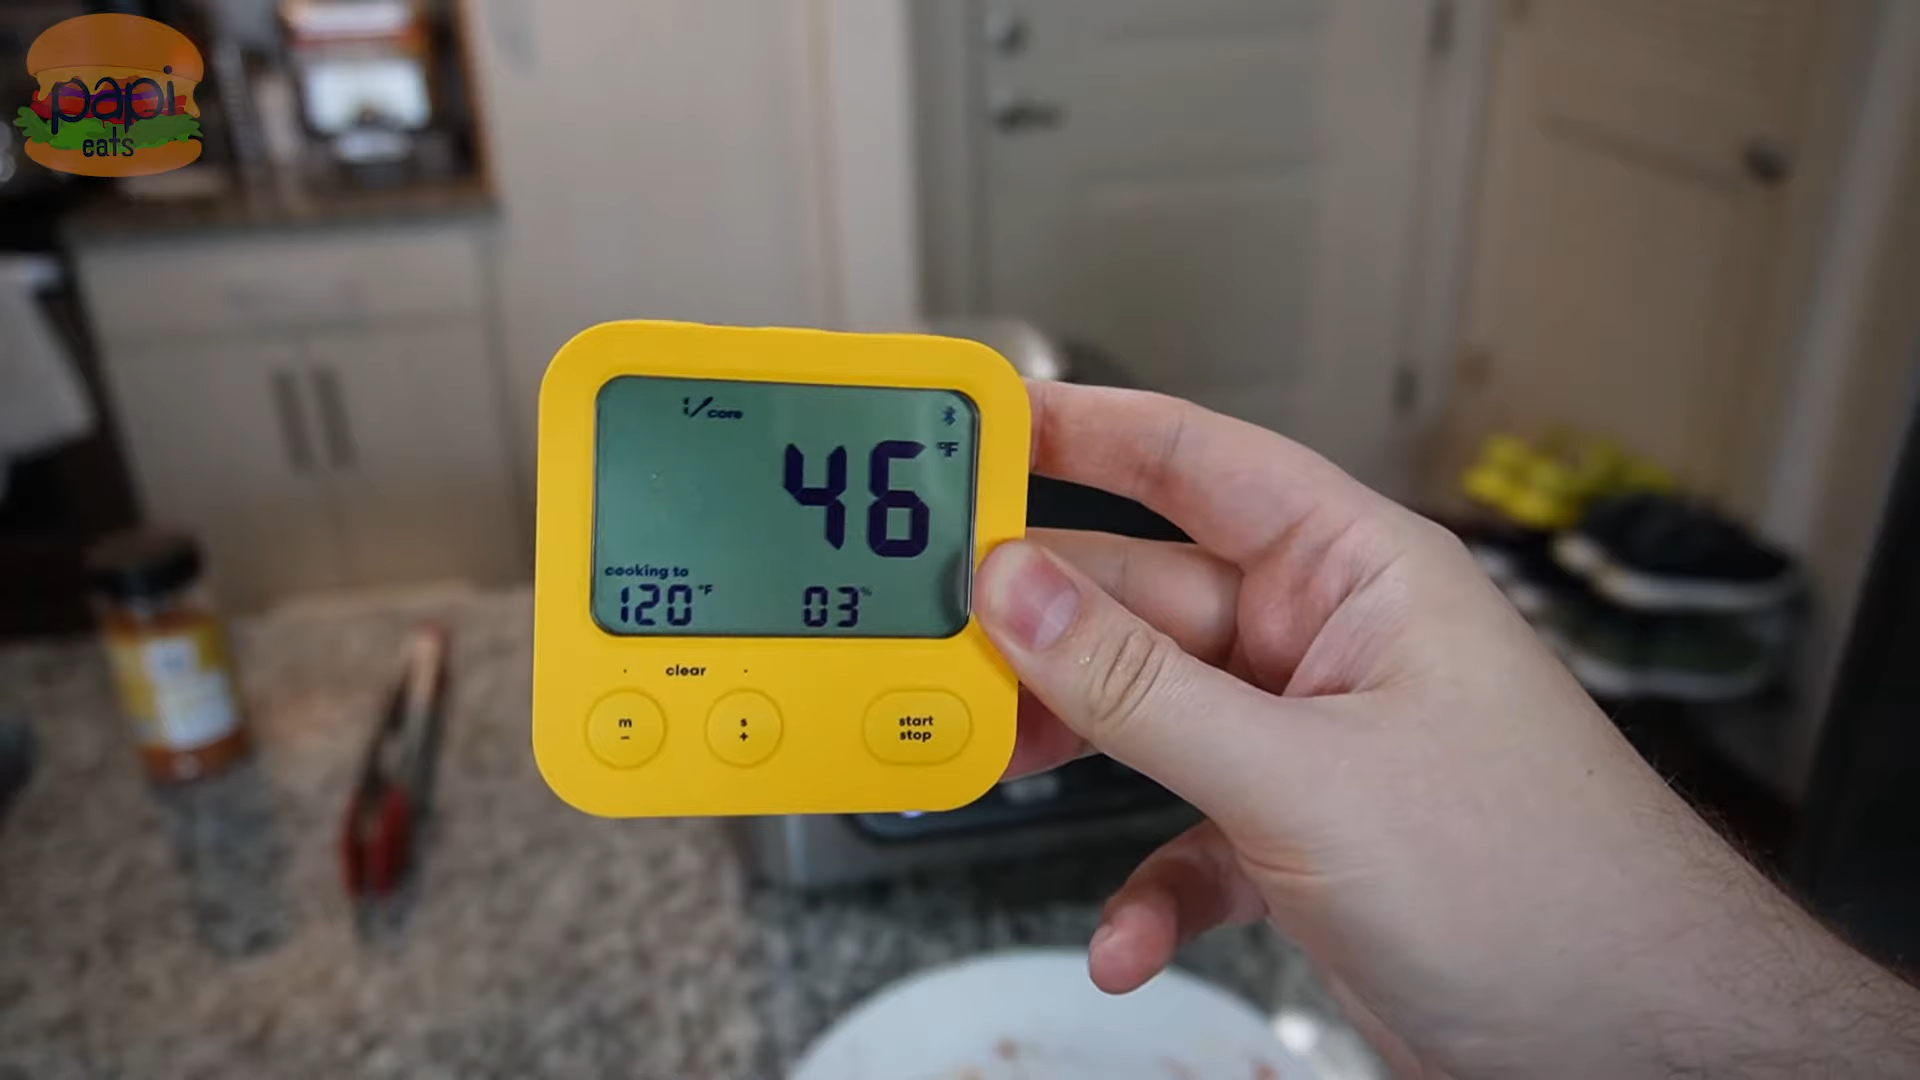 papi
eats
1/core
46 °F
cooking to
120 °F 03 %
clear
m
-
s
+
start
stop